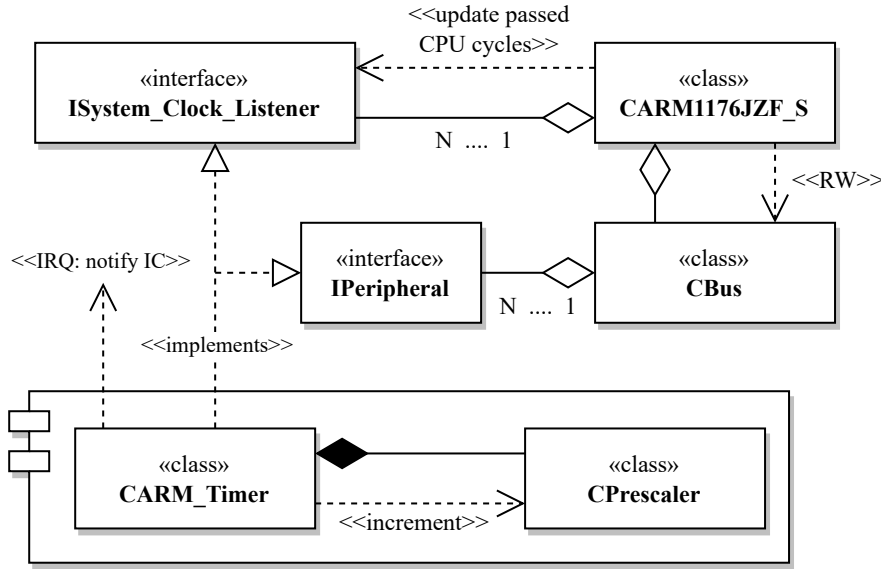 <<update passed
CPU cycles>>
«interface»
ISystem_Clock_Listener
«class»
CARM1176JZF_S
N .... 1
<<RW>>
<<IRQ: notify IC>>
«interface»
IPeripheral
«class»
CBus
N .... 1
<<implements>>
«class»
CARM_Timer
«class»
CPrescaler
<<increment>>